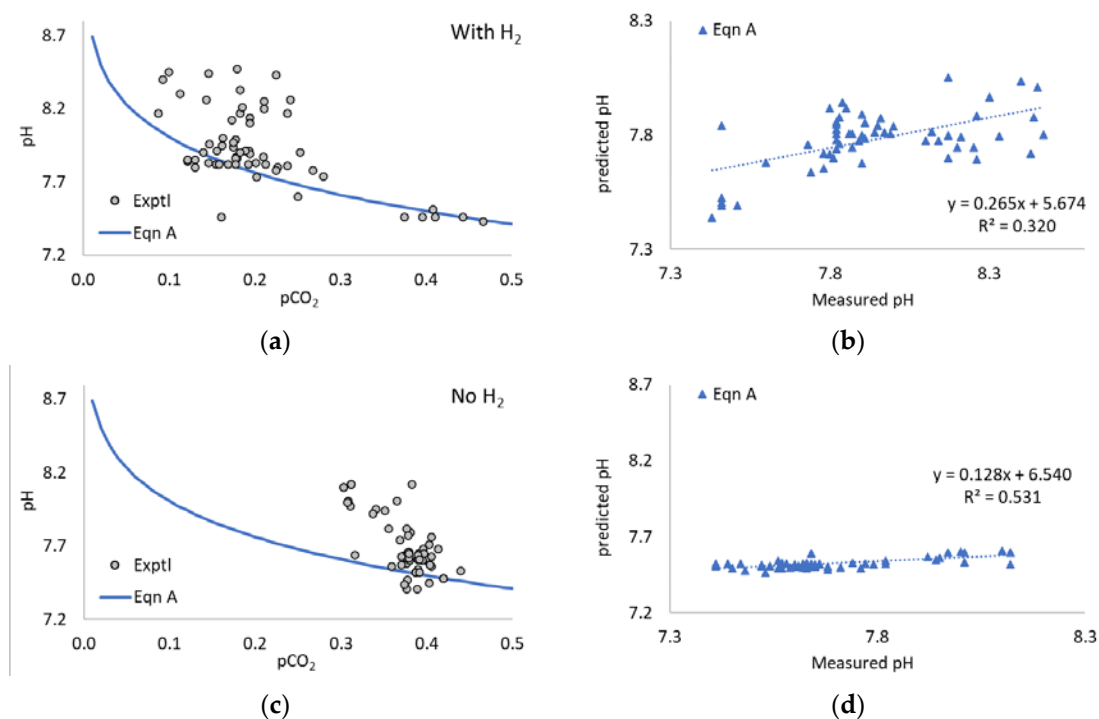 With H₂
pH
8.7
8.2
7.7
7.2
Exptl
Eqn A
0.0 0.1 0.2 0.3 0.4 0.5
pCO₂
(a)
Eqn A
predicted pH
8.3
7.8
7.3
y = 0.265x + 5.674
R² = 0.320
7.3 7.8 8.3
Measured pH
(b)
No H₂
pH
8.7
8.2
7.7
7.2
Exptl
Eqn A
0.0 0.1 0.2 0.3 0.4 0.5
pCO₂
(c)
Eqn A
predicted pH
8.7
8.2
7.7
7.2
y = 0.128x + 6.540
R² = 0.531
7.3 7.8 8.3
Measured pH
(d)